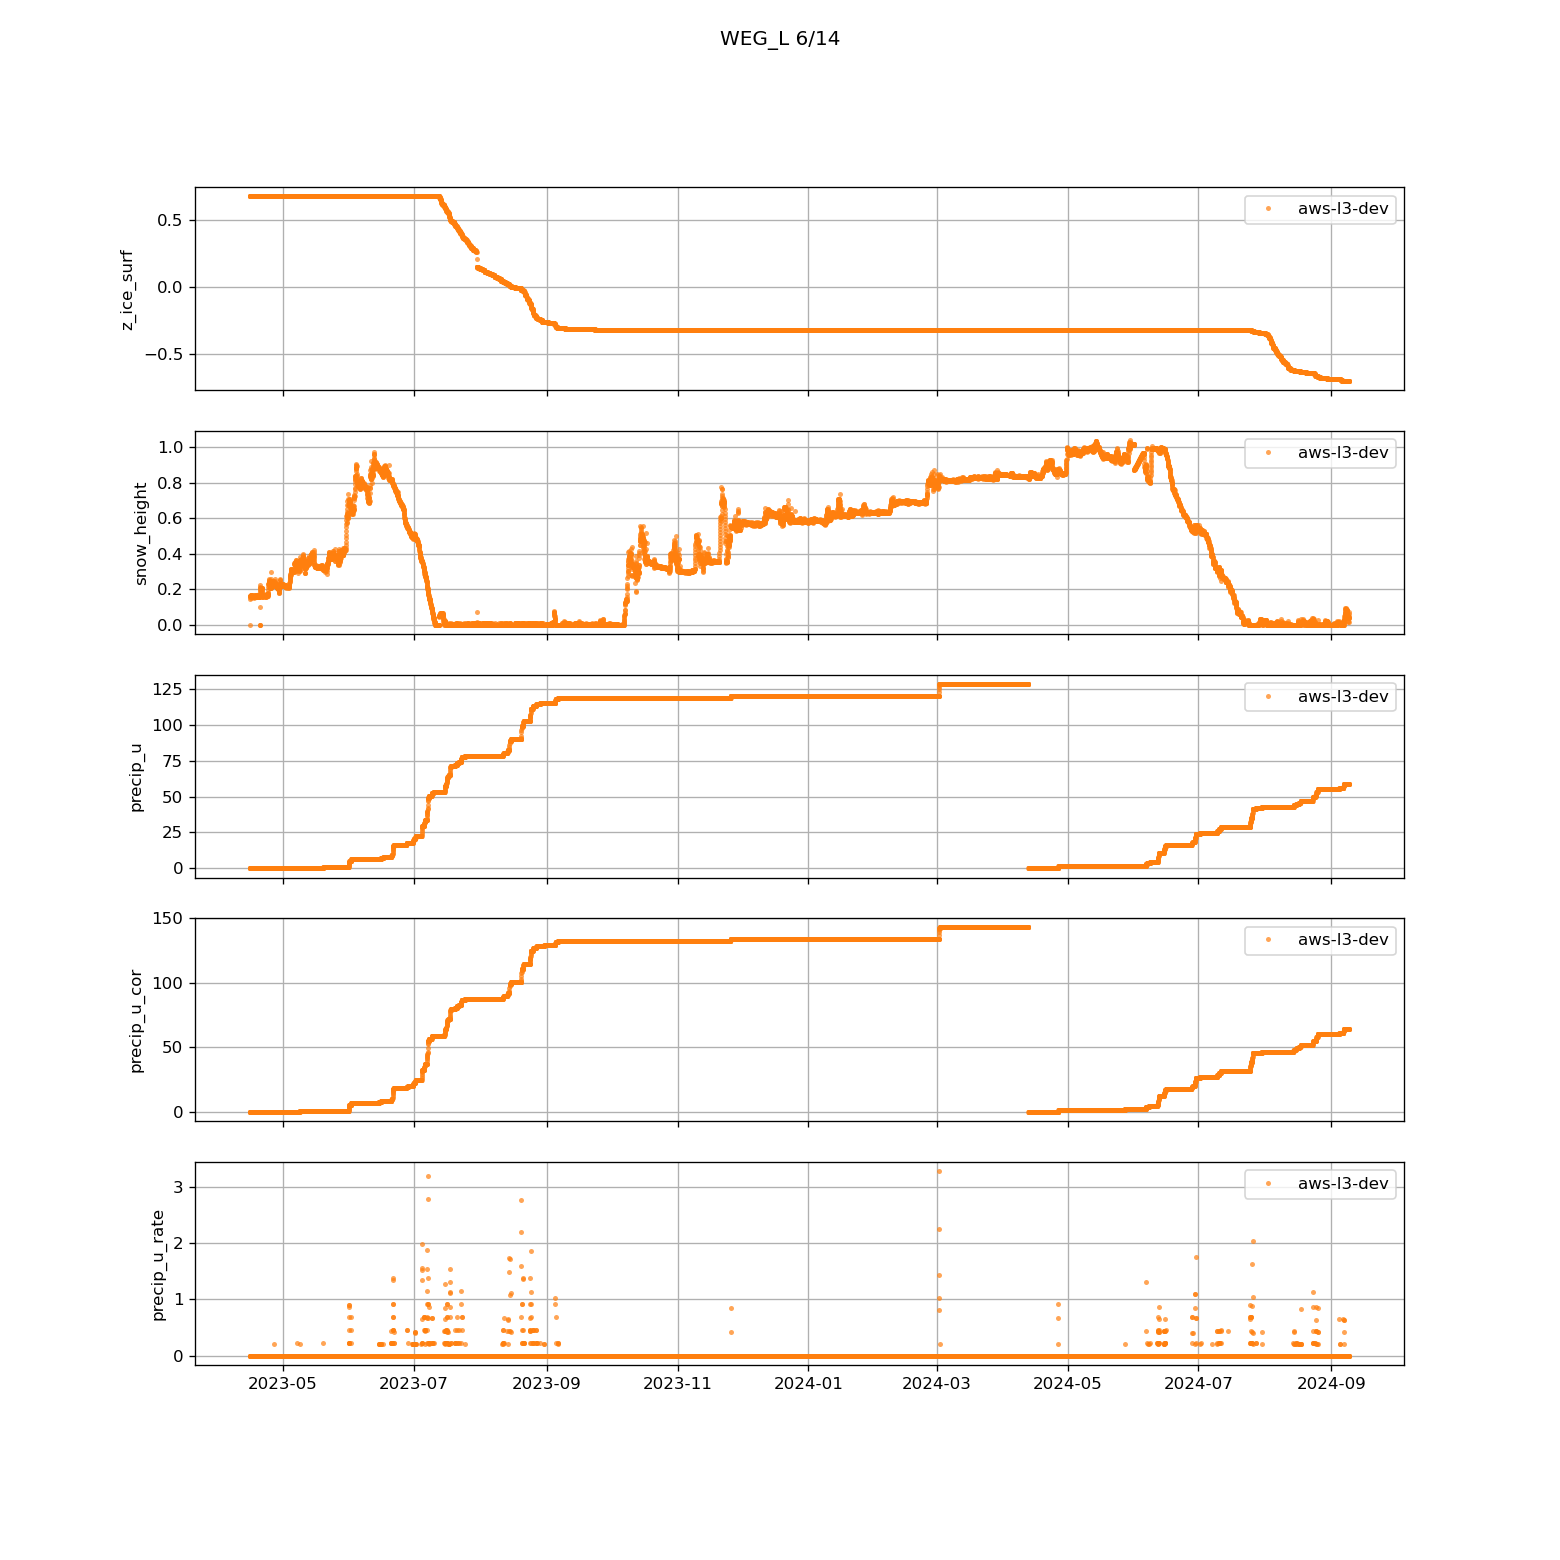 WEG_L 6/14
aws-l3-dev
z_ice_surf
0.5
0.0
−0.5
aws-l3-dev
snow_height
1.0
0.8
0.6
0.4
0.2
0.0
aws-l3-dev
precip_u
125
100
75
50
25
0
aws-l3-dev
precip_u_cor
150
100
50
0
aws-l3-dev
precip_u_rate
3
2
1
0
2023-05 2023-07 2023-09 2023-11 2024-01 2024-03 2024-05 2024-07 2024-09